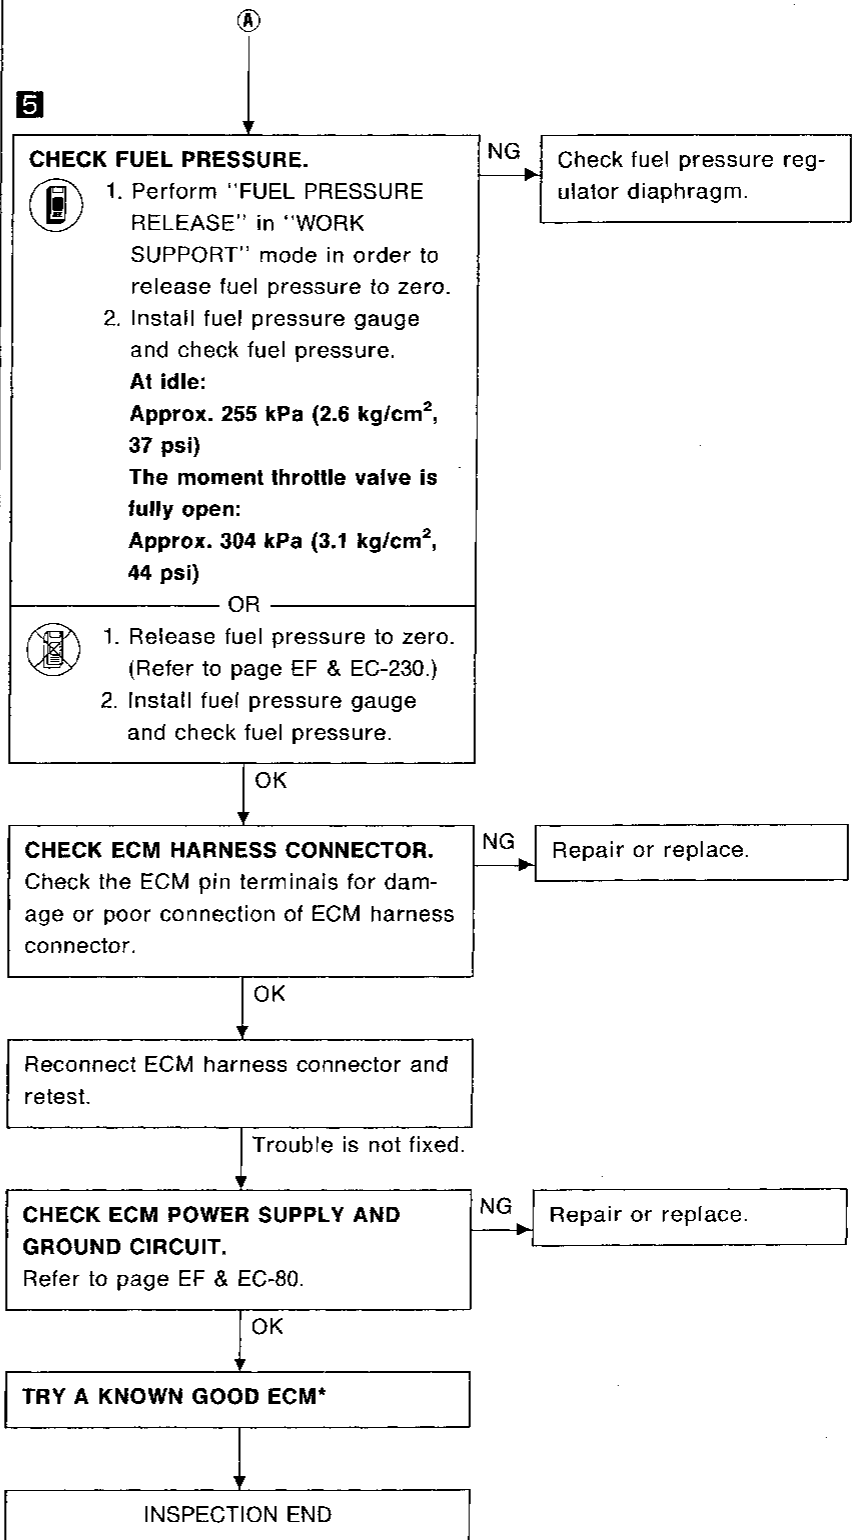 A
5
CHECK FUEL PRESSURE.
1. Perform "FUEL PRESSURE
RELEASE" in "WORK
SUPPORT" mode in order to
release fuel pressure to zero.
2. Install fuel pressure gauge
and check fuel pressure.
At idle:
Approx. 255 kPa (2.6 kg/cm², 
37 psi)
The moment throttle valve is
fully open:
Approx. 304 kPa (3.1 kg/cm²,
44 psi)
NG
Check fuel pressure reg-
ulator diaphragm.
OR
1. Release fuel pressure to zero.
(Refer to page EF & EC-230.)
2. Install fuel pressure gauge
and check fuel pressure.
OK
CHECK ECM HARNESS CONNECTOR.
Check the ECM pin terminals for dam-
age or poor connection of ECM harness
connector.
NG
Repair or replace.
OK
Reconnect ECM harness connector and
retest.
Trouble is not fixed.
CHECK ECM POWER SUPPLY AND
GROUND CIRCUIT.
Refer to page EF & EC-80.
NG
Repair or replace.
OK
TRY A KNOWN GOOD ECM*
INSPECTION END